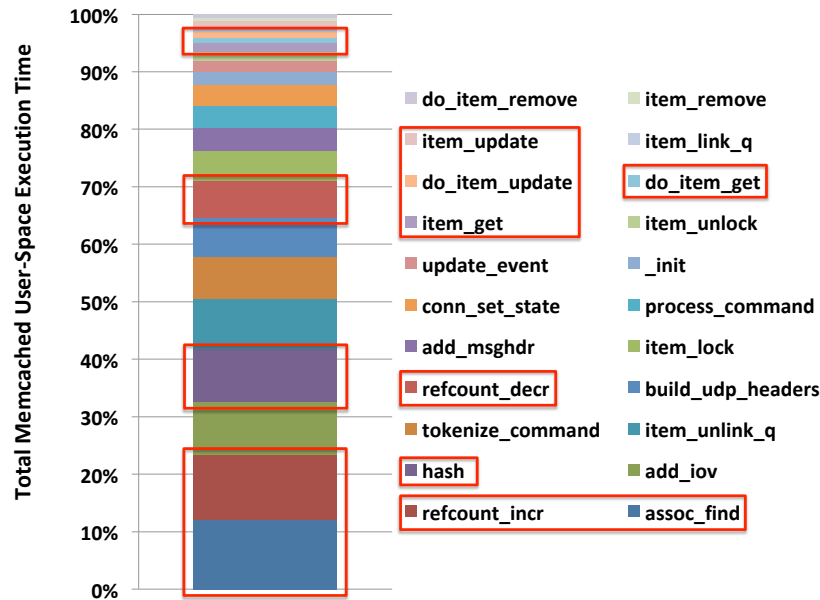 Total Memcached User-Space Execution Time
100%
90%
80%
70%
60%
50%
40%
30%
20%
10%
0%
do_item_remove item_remove
item_update item_link_q
do_item_update do_item_get
item_get item_unlock
update_event _init
conn_set_state process_command
add_msghdr item_lock
refcount_decr build_udp_headers
tokenize_command item_unlink_q
hash add_iov
refcount_incr assoc_find